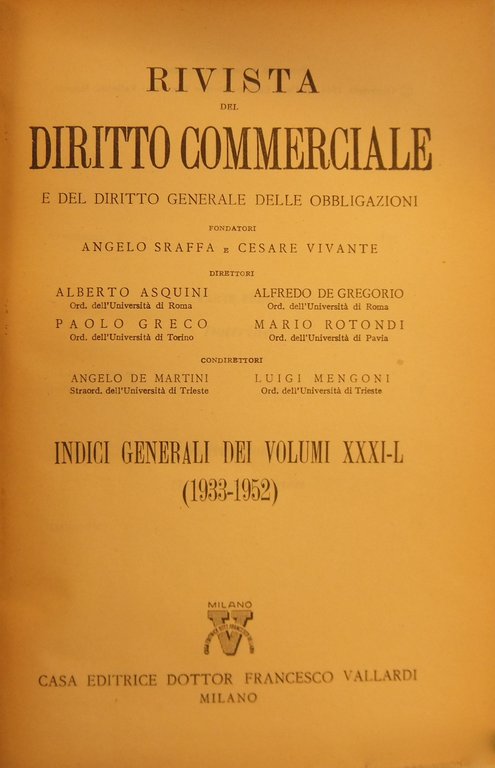 RIVISTA
DEL
DIRITTO COMMERCIALE
E DEL DIRITTO GENERALE DELLE OBBLIGAZIONI
FONDATORI
ANGELO SRAFFA E CESARE VIVANTE
DIRETTORI
ALBERTO ASQUINI ALFREDO DE GREGORIO
Ord. dell'Università di Roma Ord. dell'Università di Roma
PAOLO GRECO MARIO ROTONDI
Ord. dell'Università di Torino Ord. dell'Università di Pavia
CONDIRETTORI
ANGELO DE MARTINI LUIGI MENGONI
Straord. dell'Università di Trieste Ord. dell'Università di Trieste
INDICI GENERALI DEI VOLUMI XXXI-L
(1933-1952)
MILANO
CASA EDITRICE DOTTOR FRANCESCO VALLARDI
MILANO